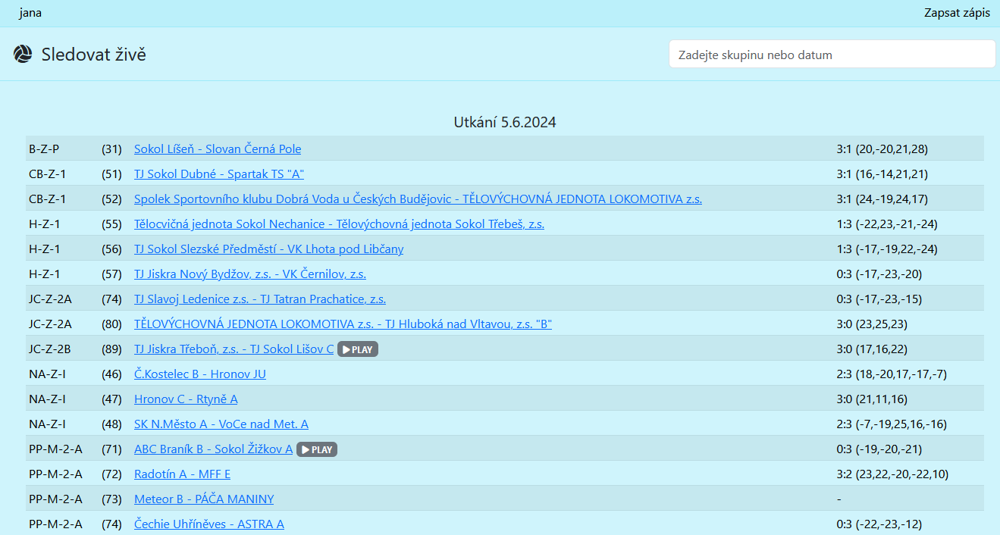 jana Zapsat zápis
Sledovat živě Zadejte skupinu nebo datum
Utkání 5.6.2024
B-Z-P (31) Sokol Líšeň - Slovan Černá Pole 3:1 (20,-20,21,28)
CB-Z-1 (51) TJ Sokol Dubné - Spartak TS "A" 3:1 (16,-14,21,21)
CB-Z-1 (52) Spolek Sportovního klubu Dobrá Voda u Českých Budějovic - TĚLOVÝCHOVNÁ JEDNOTA LOKOMOTIVA z.s. 3:1 (24,-19,24,17)
H-Z-1 (55) Tělocvičná jednota Sokol Nechanice - Tělovýchovná jednota Sokol Třebeš, z.s. 1:3 (-22,23,-21,-24)
H-Z-1 (56) TJ Sokol Slezské Předměstí - VK Lhota pod Libčany 1:3 (-17,-19,22,-24)
H-Z-1 (57) TJ Jiskra Nový Bydžov, z.s. - VK Černilov, z.s. 0:3 (-17,-23,-20)
JC-Z-2A (74) TJ Slavoj Ledenice z.s. - TJ Tatran Prachatice, z.s. 0:3 (-17,-23,-15)
JC-Z-2A (80) TĚLOVÝCHOVNÁ JEDNOTA LOKOMOTIVA z.s. - TJ Hluboká nad Vltavou, z.s. "B" 3:0 (23,25,23)
JC-Z-2B (89) TJ Jiskra Třeboň, z.s. - TJ Sokol Lišov C PLAY 3:0 (17,16,22)
NA-Z-I (46) Č.Kostelec B - Hronov JU 2:3 (18,-20,17,-17,-7)
NA-Z-I (47) Hronov C - Rtyně A 3:0 (21,11,16)
NA-Z-I (48) SK N.Město A - VoCe nad Met. A 2:3 (-7,-19,25,16,-16)
PP-M-2-A (71) ABC Braník B - Sokol Žižkov A PLAY 0:3 (-19,-20,-21)
PP-M-2-A (72) Radotín A - MFF E 3:2 (23,22,-20,-22,10)
PP-M-2-A (73) Meteor B - PÁČA MANINY -
PP-M-2-A (74) Čechie Uhříněves - ASTRA A 0:3 (-22,-23,-12)